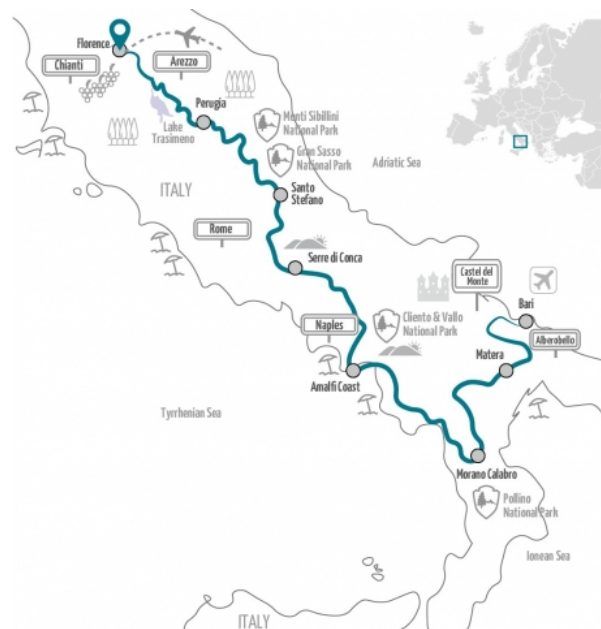 Florence
Chianti
Arezzo
Perugia
Lake
Trasimeno
Monti Sibillini
National Park
Gran Sasso
National Park
Adriatic Sea
ITALY
Santo
Stefano
Rome
Serre di Conca
Castel del
Monte
Bari
Naples
Cliento & Vallo
National Park
Alberobello
Matera
Amalfi Coast
Tyrrhenian Sea
Morano Calabro
Pollino
National Park
Ionean Sea
ITALY